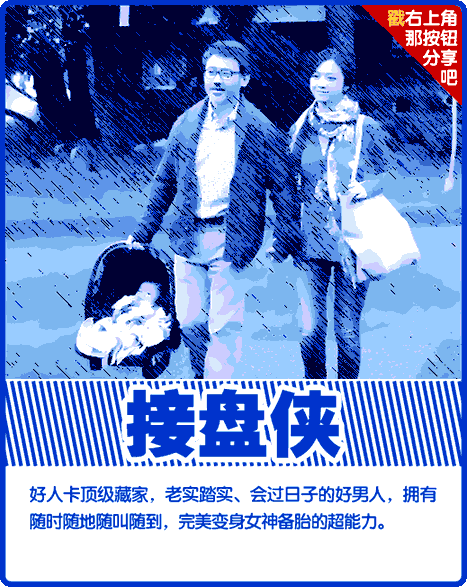 戳右上角
那按钮
分享
吧
接盘侠
好人卡顶级藏家，老实踏实、会过日子的好男人，拥有
随时随地随叫随到，完美变身女神备胎的超能力。